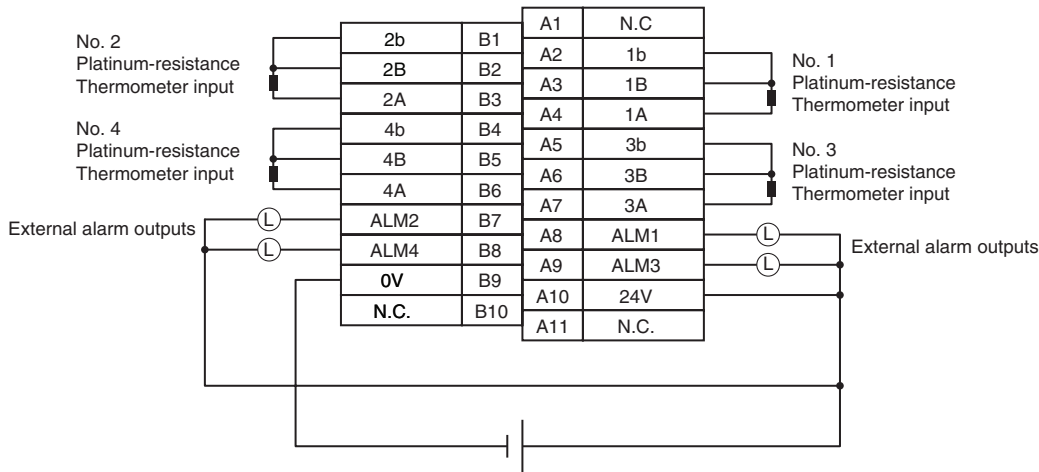 No. 2
Platinum-resistance
Thermometer input
No. 4
Platinum-resistance
Thermometer input
External alarm outputs
2b B1
2B B2
2A B3
4b B4
4B B5
4A B6
L ALM2 B7
L ALM4 B8
0V B9
N.C. B10
A1 N.C
A2 1b
A3 1B
A4 1A
A5 3b
A6 3B
A7 3A
A8 ALM1 L
A9 ALM3 L
A10 24V
A11 N.C.
No. 1
Platinum-resistance
Thermometer input
No. 3
Platinum-resistance
Thermometer input
External alarm outputs